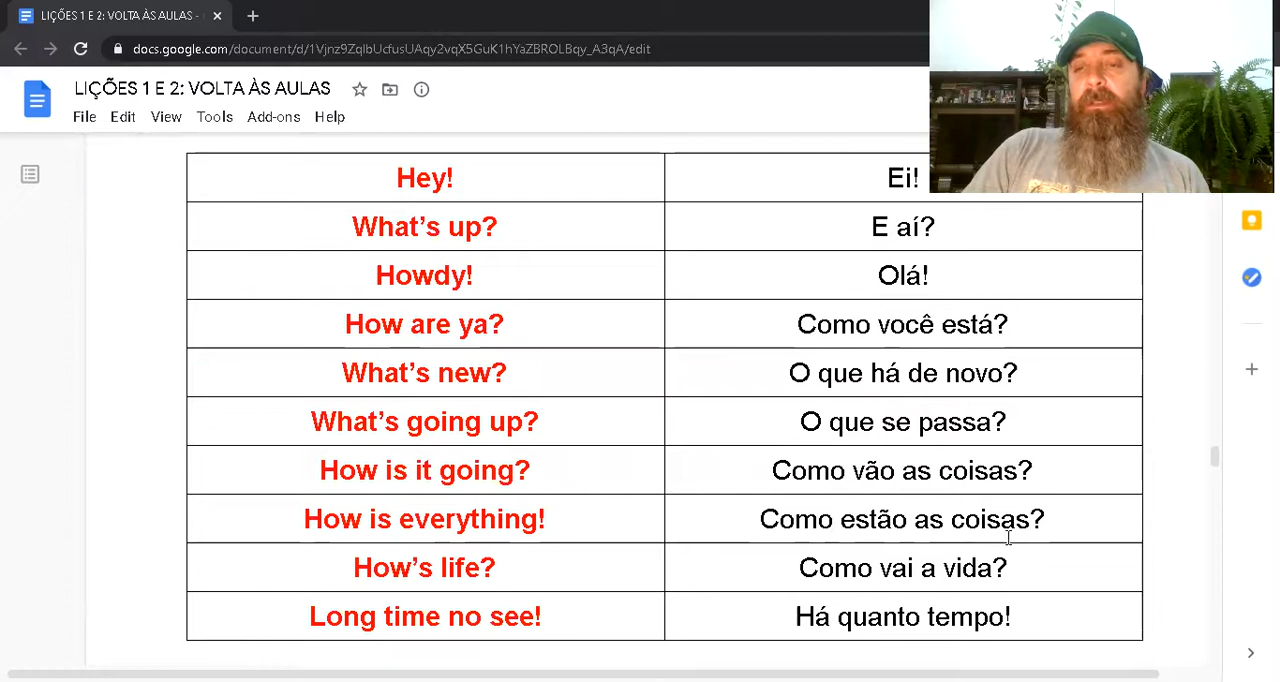 LIÇÕES 1 E 2: VOLTA ÀS AULAS -
docs.google.com/document/d/1Vjnz9ZqlbUcfusUAqy2vqX5GuK1hYaZBROLBqy_A3qA/edit
LIÇÕES 1 E 2: VOLTA ÀS AULAS
File Edit View Tools Add-ons Help
Hey! Ei!
What's up? E aí?
Howdy! Olá!
How are ya? Como você está?
What's new? O que há de novo?
What's going up? O que se passa?
How is it going? Como vão as coisas?
How is everything! Como estão as coisas?
How's life? Como vai a vida?
Long time no see! Há quanto tempo!